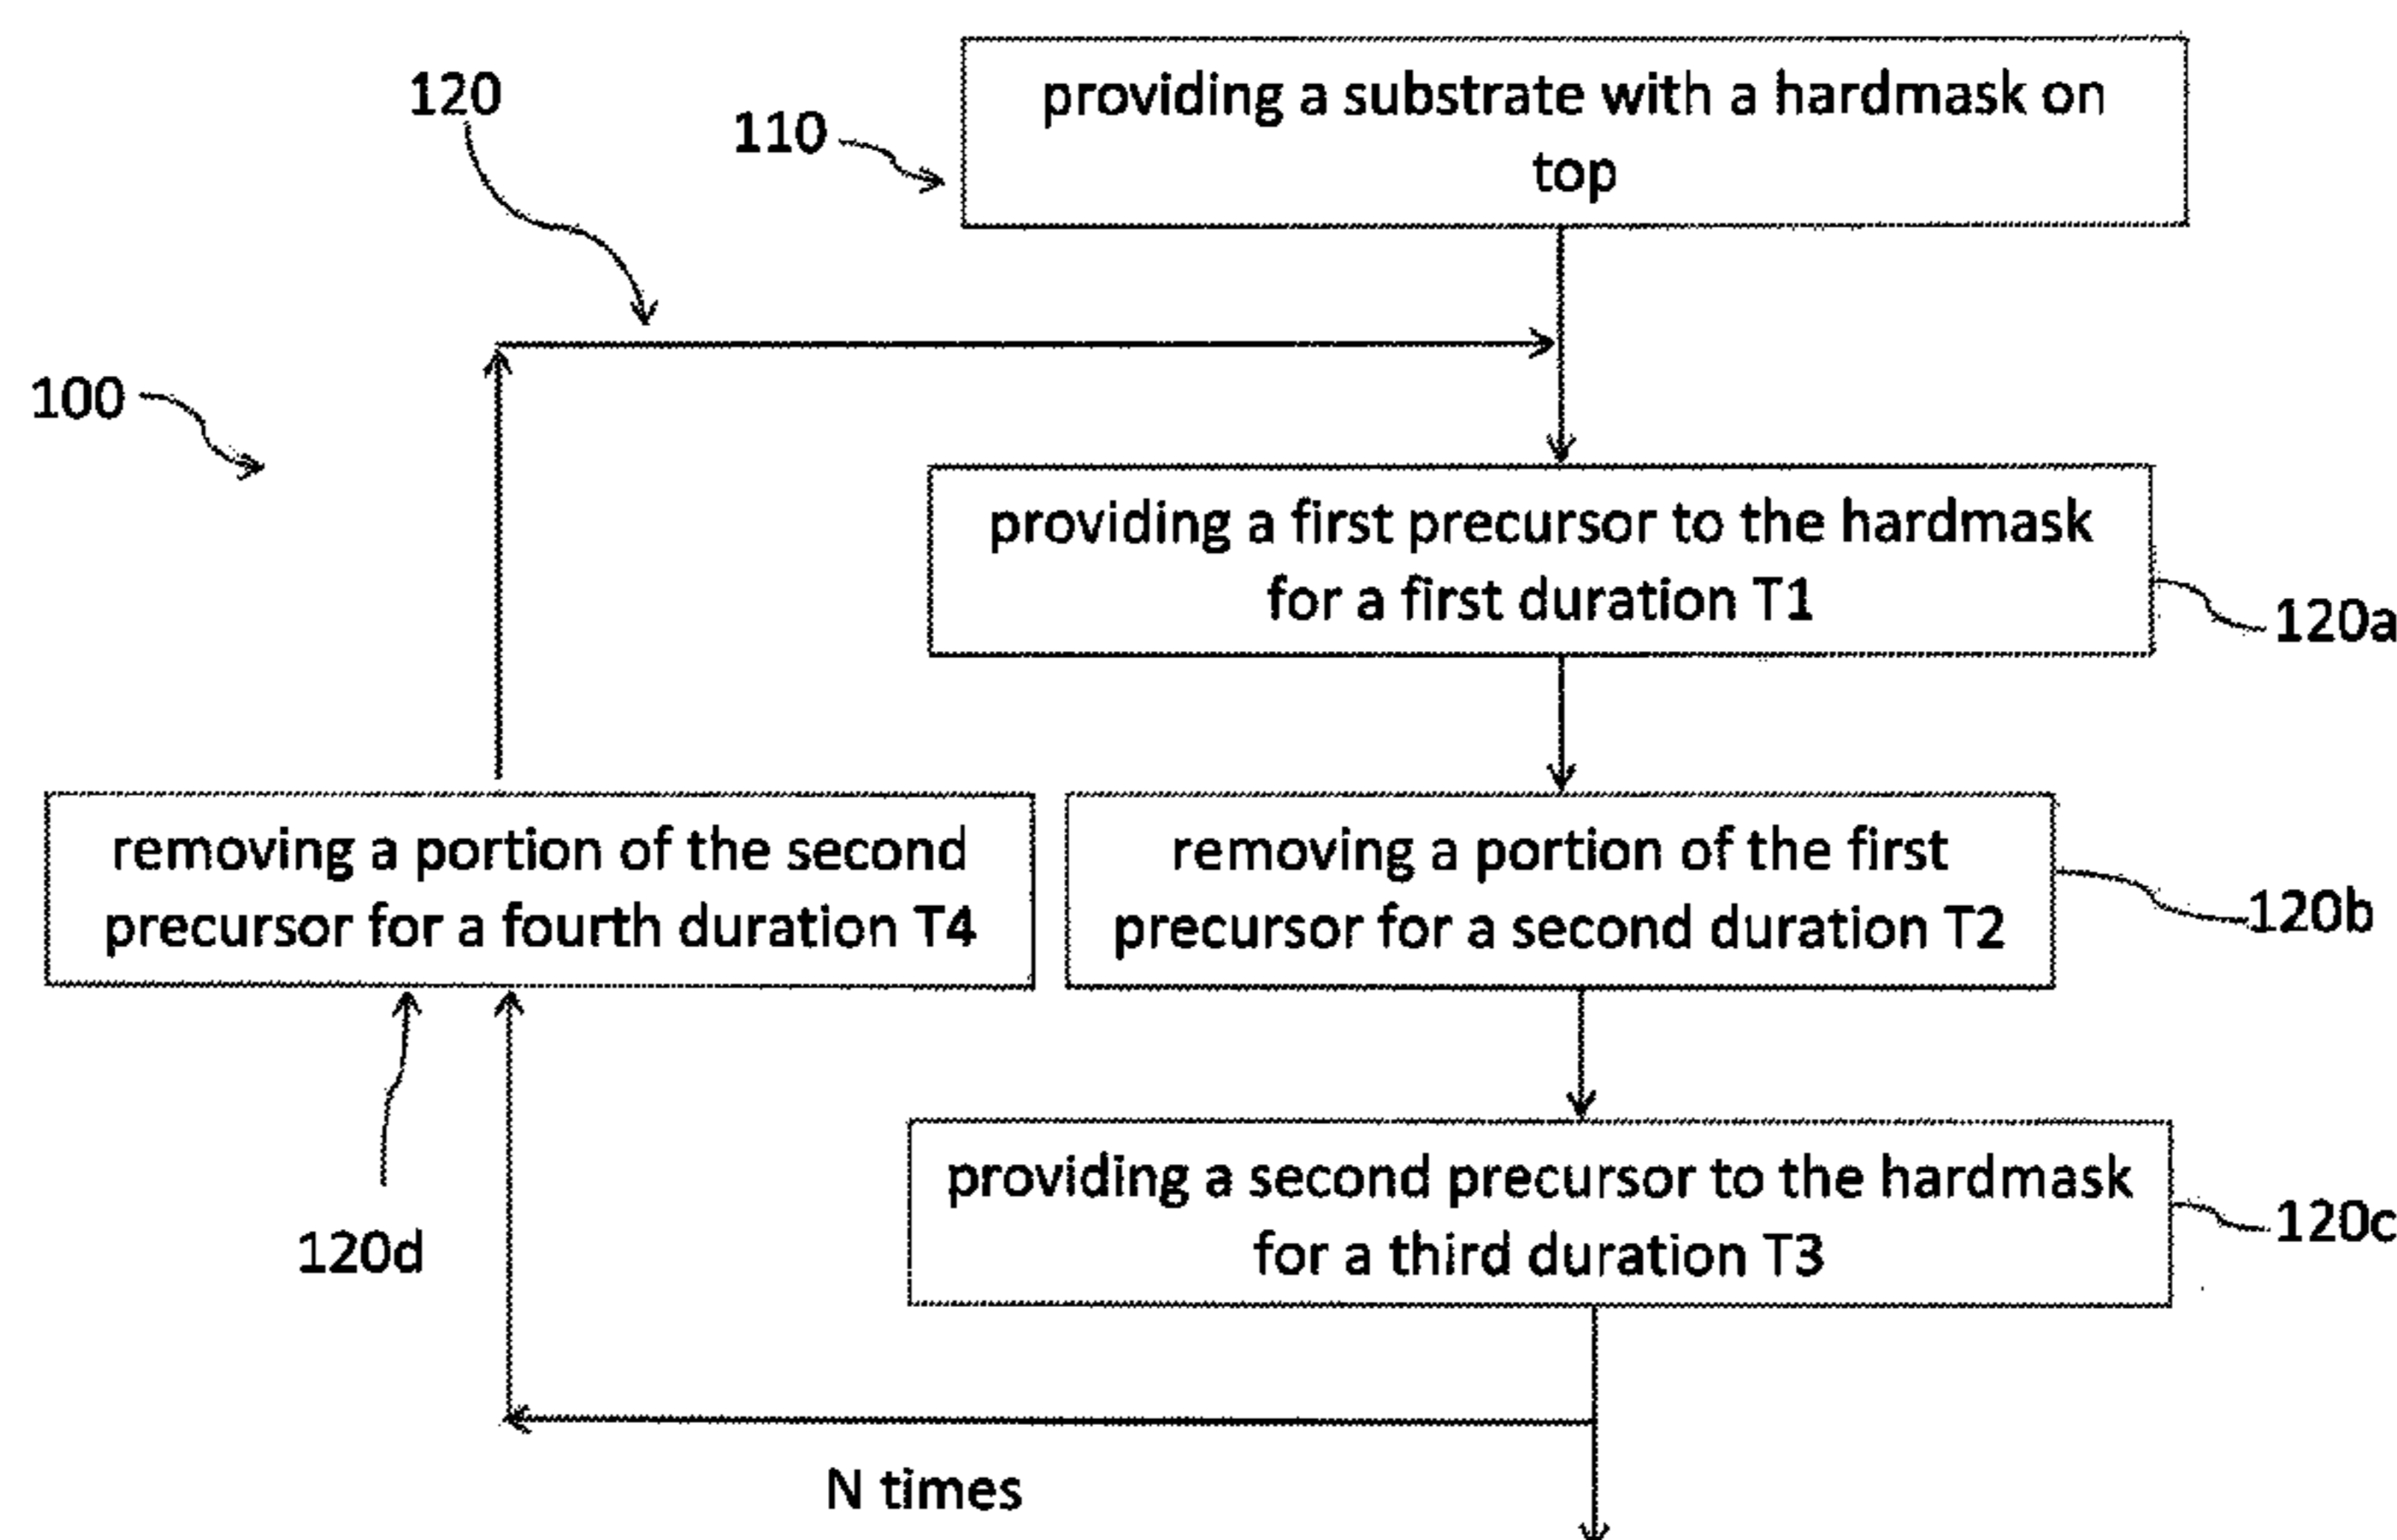 120
110
providing a substrate with a hardmask on
top
100
providing a first precursor to the hardmask
for a first duration T1
120a
removing a portion of the second
precursor for a fourth duration T4
removing a portion of the first
precursor for a second duration T2
120b
providing a second precursor to the hardmask
for a third duration T3
120c
120d
N times